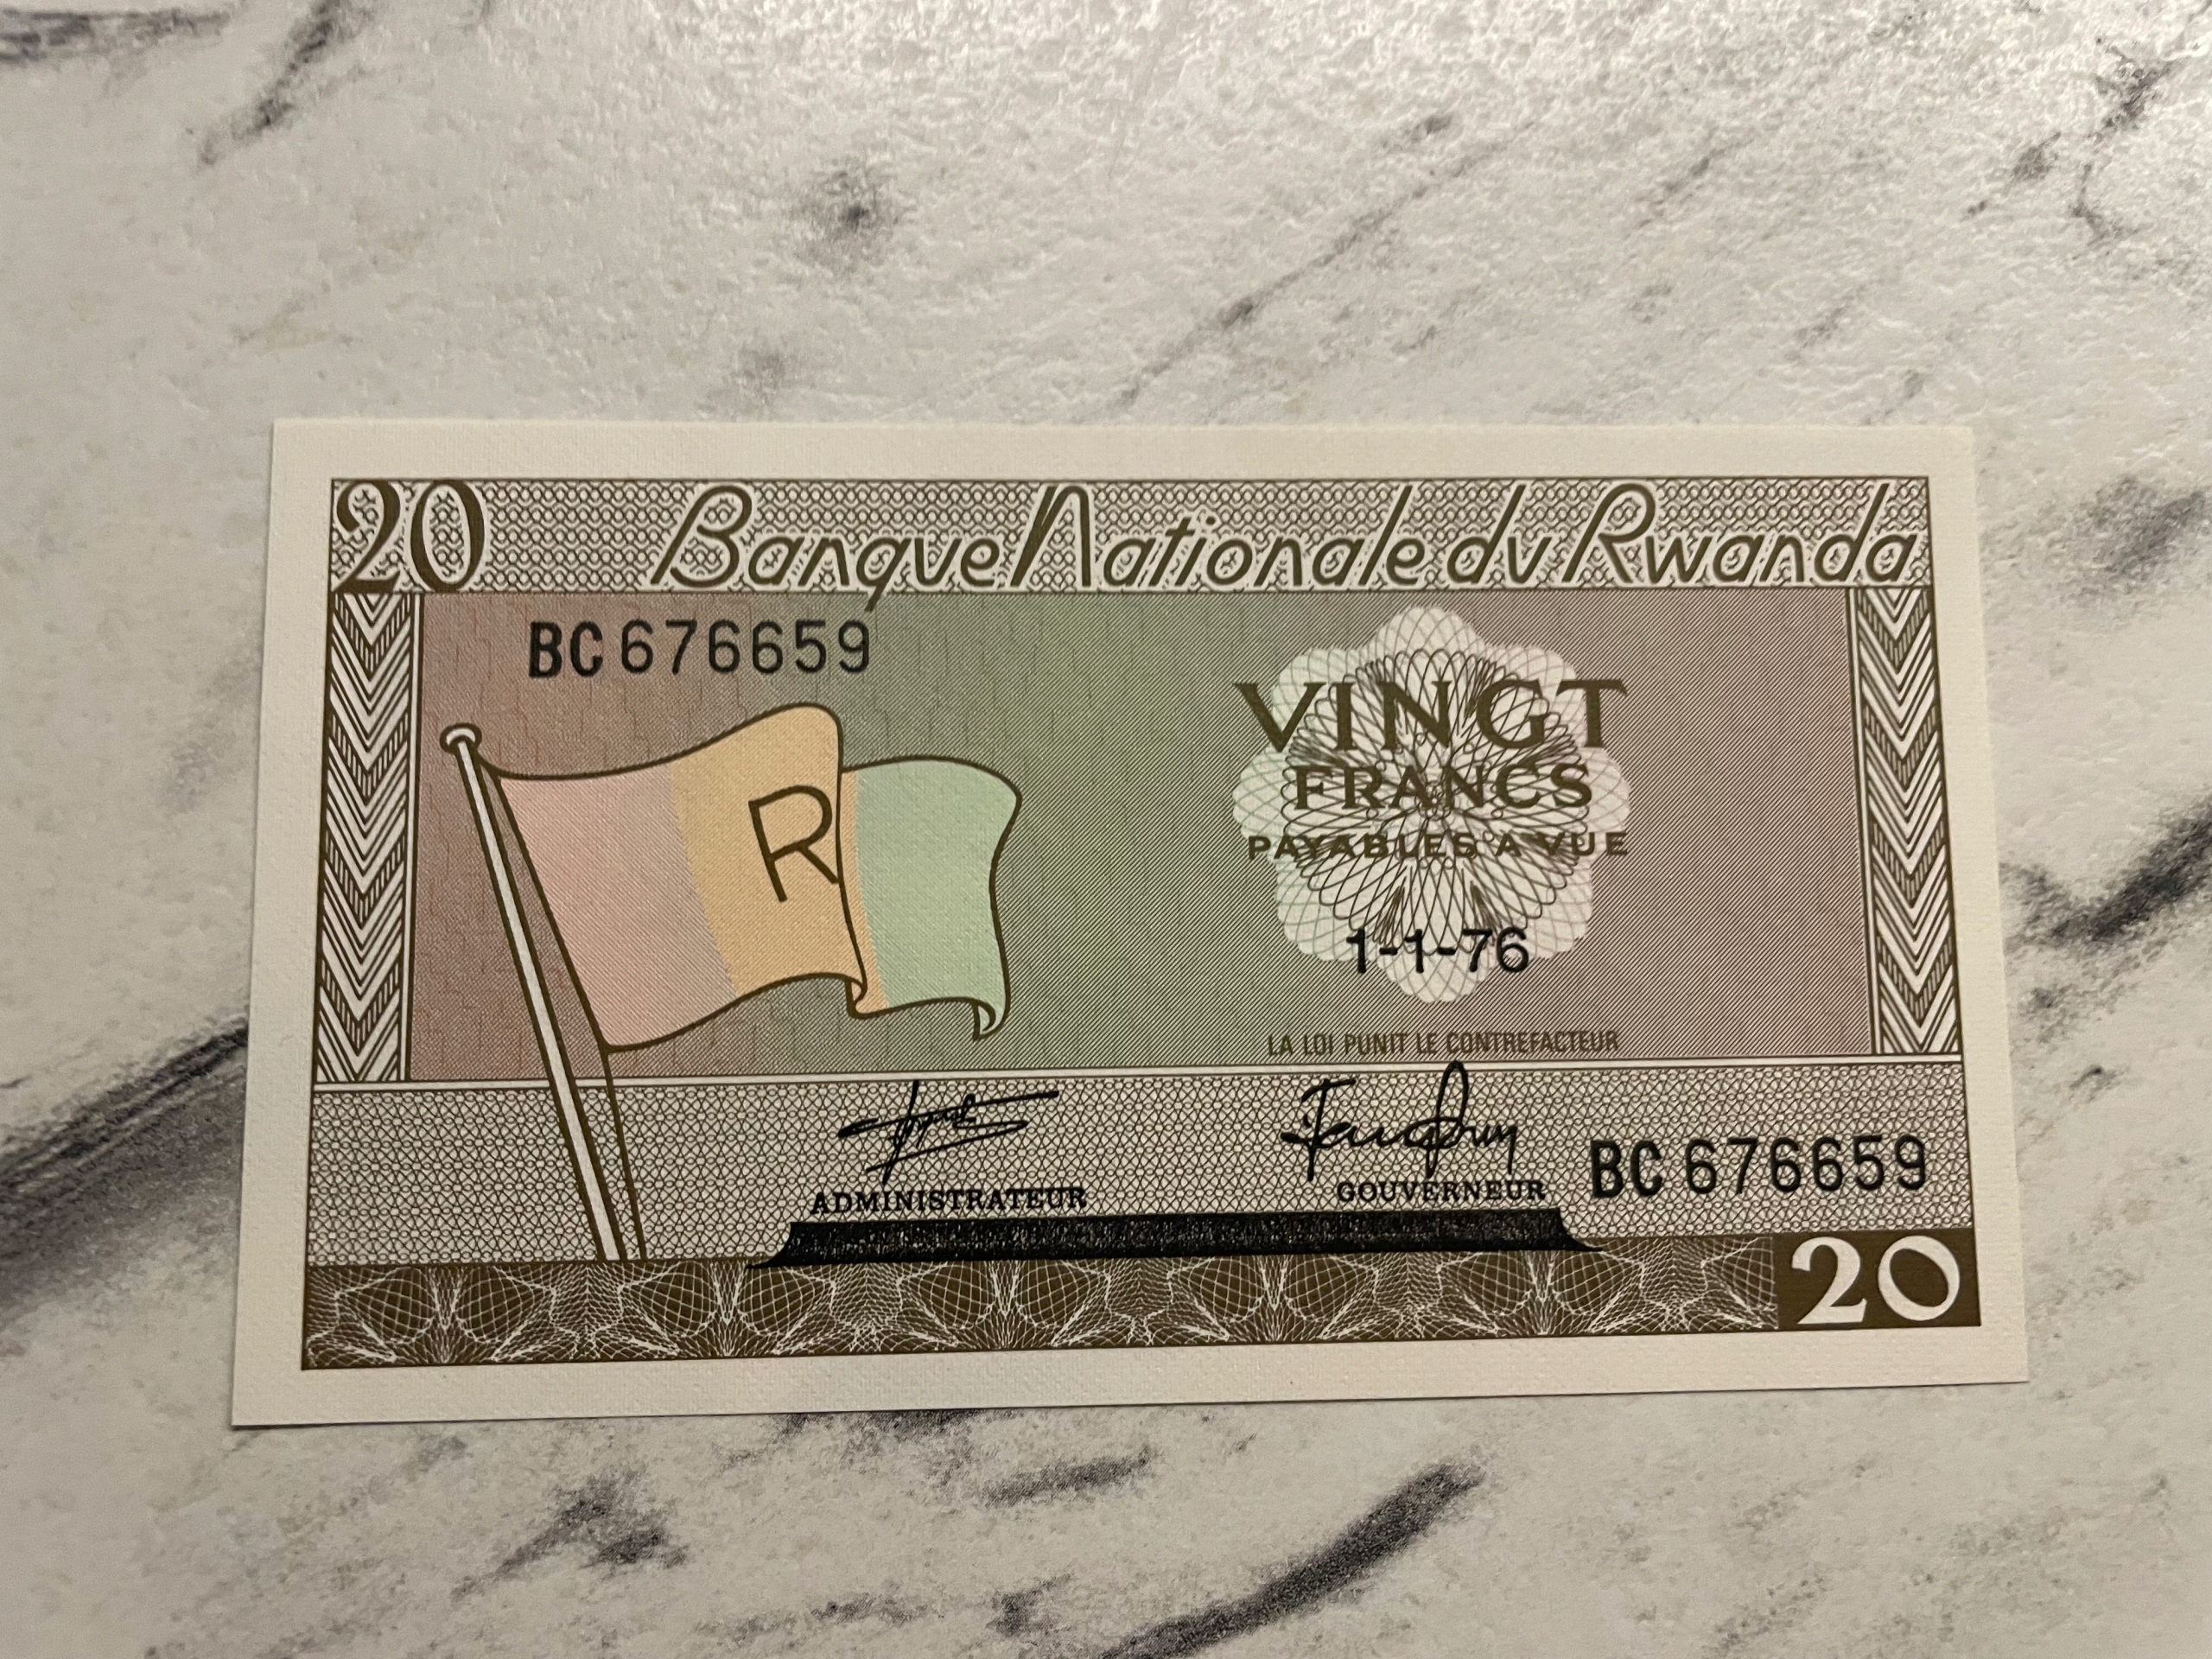 20 Banque Nationale du Rwanda
BC 676659
R
VINGT
FRANCS
PAYABLES A VUE
1-1-76
LA LOI PUNIT LE CONTREFACTEUR
ADMINISTRATEUR
GOUVERNEUR
BC 676659
20